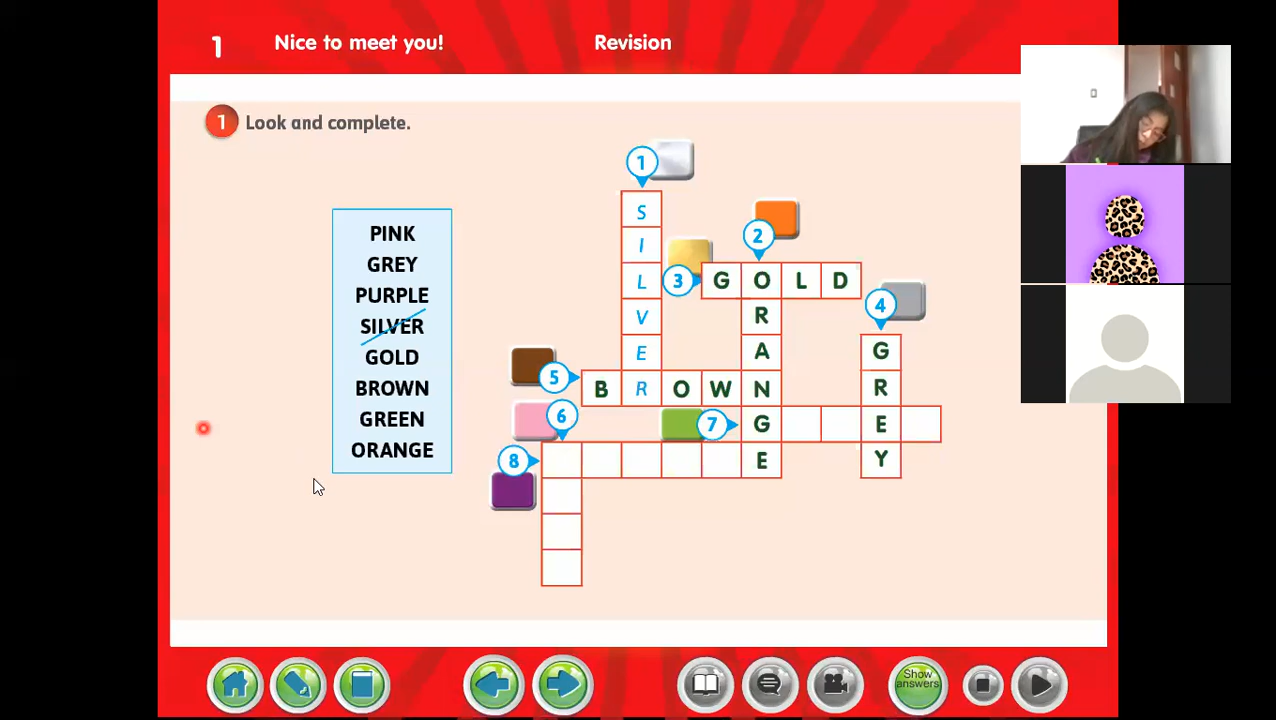 1 Nice to meet you! Revision
1 Look and complete.
PINK
GREY
PURPLE
SILVER
GOLD
BROWN
GREEN
ORANGE
1
S
I
2
3 G O L D
L
4
V R
E A G
5 B R O W N
R
6
7 G E
8 E Y
Show
answers